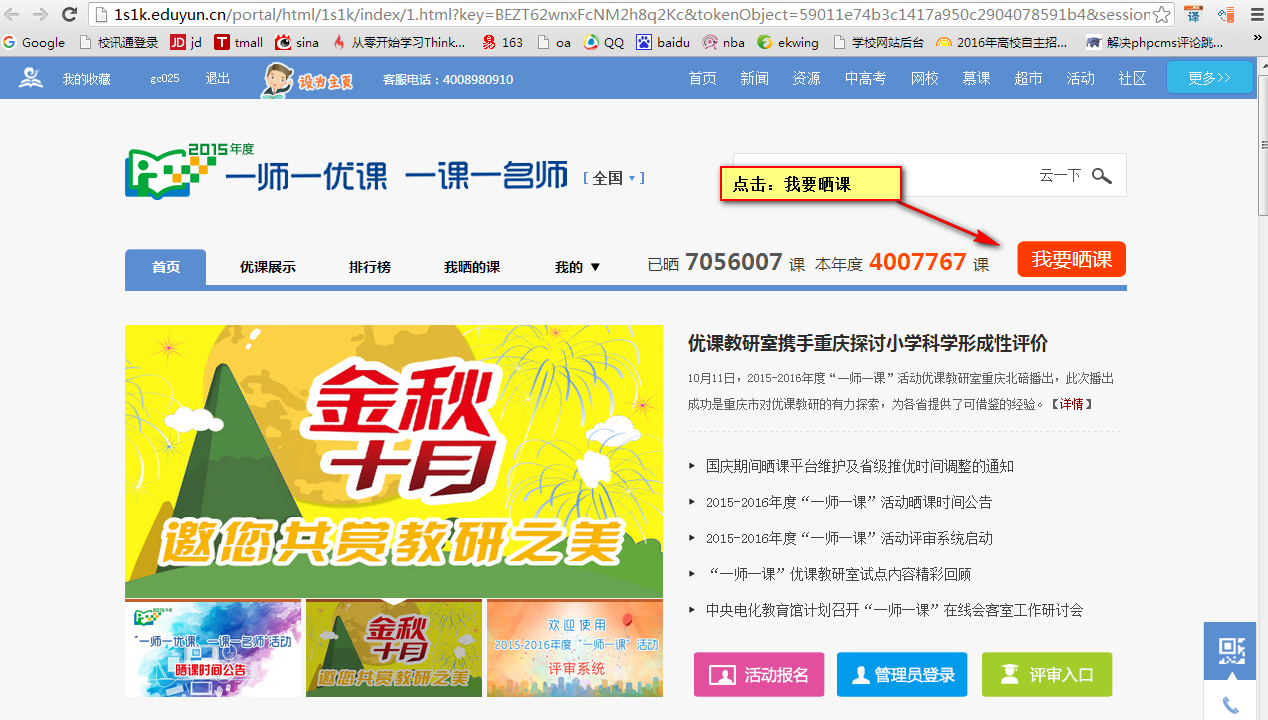 1s1k.eduyun.cn/portal/html/1s1k/index/1.html?key=BEZT62wnxFcNM2h8q2Kc&tokenObject=59011e74b3c1417a950c2904078591b4&session
Google 校讯通登录 JD jd T tmall sina 从零开始学习Think... 163 oa QQ baidu nba ekwing 学校网站后台 2016年高校自主招... 解决phpcms评论跳... »
我的收藏 gc025 退出 设为主页 客服电话：4008980910 首页 新闻 资源 中高考 网校 慕课 超市 活动 社区 更多>>
2015年度
一师一优课 一课一名师 [ 全国 ▾ ]
云一下
点击：我要晒课
首页 优课展示 排行榜 我晒的课 我的 ▼ 已晒 7056007 课 本年度 4007767 课 我要晒课
金秋
十月
邀您共赏教研之美
优课教研室携手重庆探讨小学科学形成性评价
10月11日，2015-2016年度“一师一课”活动优课教研室重庆北碚播出，此次播出
成功是重庆市对优课教研的有力探索，为各省提供了可借鉴的经验。【详情】
国庆期间晒课平台维护及省级推优时间调整的通知
2015-2016年度“一师一课”活动晒课时间公告
2015-2016年度“一师一课”活动评审系统启动
“一师一课”优课教研室试点内容精彩回顾
中央电化教育馆计划召开“一师一课”在线会客室工作研讨会
2015年度
“一师一优课、一课一名师”活动
晒课时间公告
金秋
十月
邀您共赏教研之美
欢迎使用
2015-2016年度“一师一课”活动
评审系统
活动报名 管理员登录 评审入口